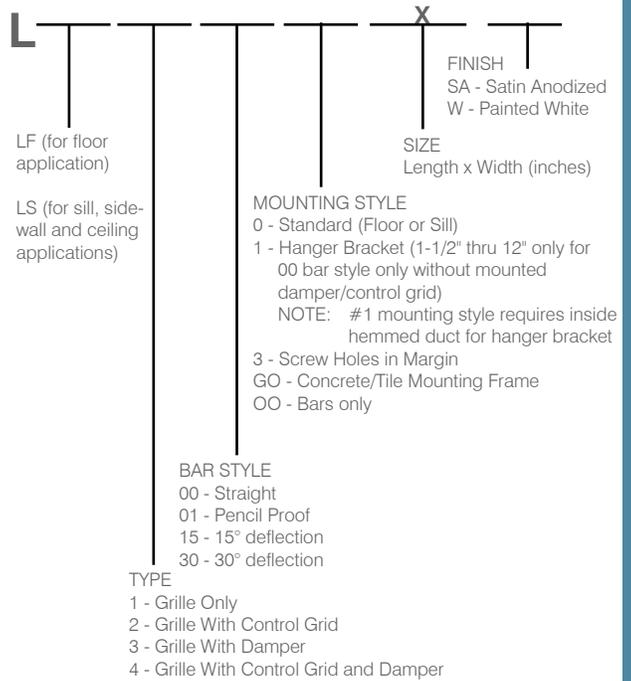 L X
FINISH
SA - Satin Anodized
W - Painted White
LF (for floor
application)
LS (for sill, side-
wall and ceiling
applications)
SIZE
Length x Width (inches)
MOUNTING STYLE
0 - Standard (Floor or Sill)
1 - Hanger Bracket (1-1/2" thru 12" only for
00 bar style only without mounted
damper/control grid)
NOTE: #1 mounting style requires inside
hemmed duct for hanger bracket
3 - Screw Holes in Margin
GO - Concrete/Tile Mounting Frame
OO - Bars only
BAR STYLE
00 - Straight
01 - Pencil Proof
15 - 15° deflection
30 - 30° deflection
TYPE
1 - Grille Only
2 - Grille With Control Grid
3 - Grille With Damper
4 - Grille With Control Grid and Damper